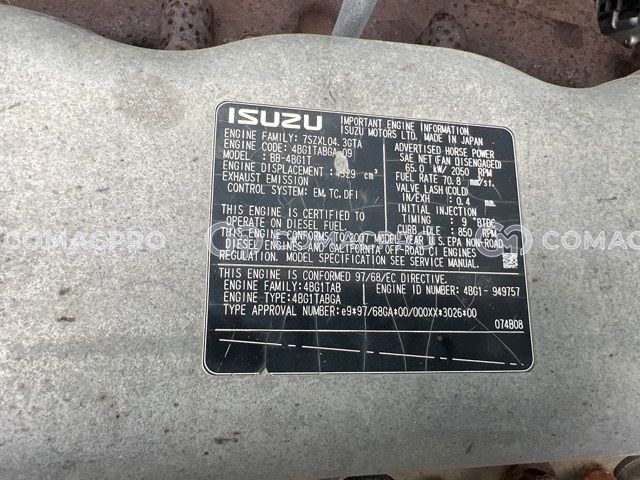 ISUZU
IMPORTANT ENGINE INFORMATION
ISUZU MOTORS LTD. MADE IN JAPAN
ENGINE FAMILY: 7SZXL04.3GTA
ENGINE CODE: 4BG1TABGA-09
MODEL: BB-4BG1T
ENGINE DISPLACEMENT: 4329 cm³
EXHAUST EMISSION
CONTROL SYSTEM: EM,TC,DFI
THIS ENGINE IS CERTIFIED TO
OPERATE ON DIESEL FUEL.
ADVERTISED HORSE POWER
SAE NET(FAN DISENGAGED)
65.0 kW/ 2050 RPM
FUEL RATE 70.8 mm³/st.
VALVE LASH (COLD)
IN/EXH : 0.4 mm
INITIAL INJECTION
TIMING : 9 °BTDC
CURB IDLE : 850 RPM
THIS ENGINE CONFORMS TO 2007 MODEL YEAR U.S.EPA NON-ROAD
DIESEL ENGINES AND CALIFORNIA OFF-ROAD CI ENGINES
REGULATION. MODEL SPECIFICATION SEE SERVICE MANUAL.
THIS ENGINE IS CONFORMED 97/68/EC DIRECTIVE.
ENGINE FAMILY:4BG1TAB
ENGINE ID NUMBER: 4BG1- 949757
ENGINE TYPE:4BG1TABGA
TYPE APPROVAL NUMBER: e9*97/68GA*00/000XX*3026*00
074B08
COMACPRO
COMACPRO
COMACPRO